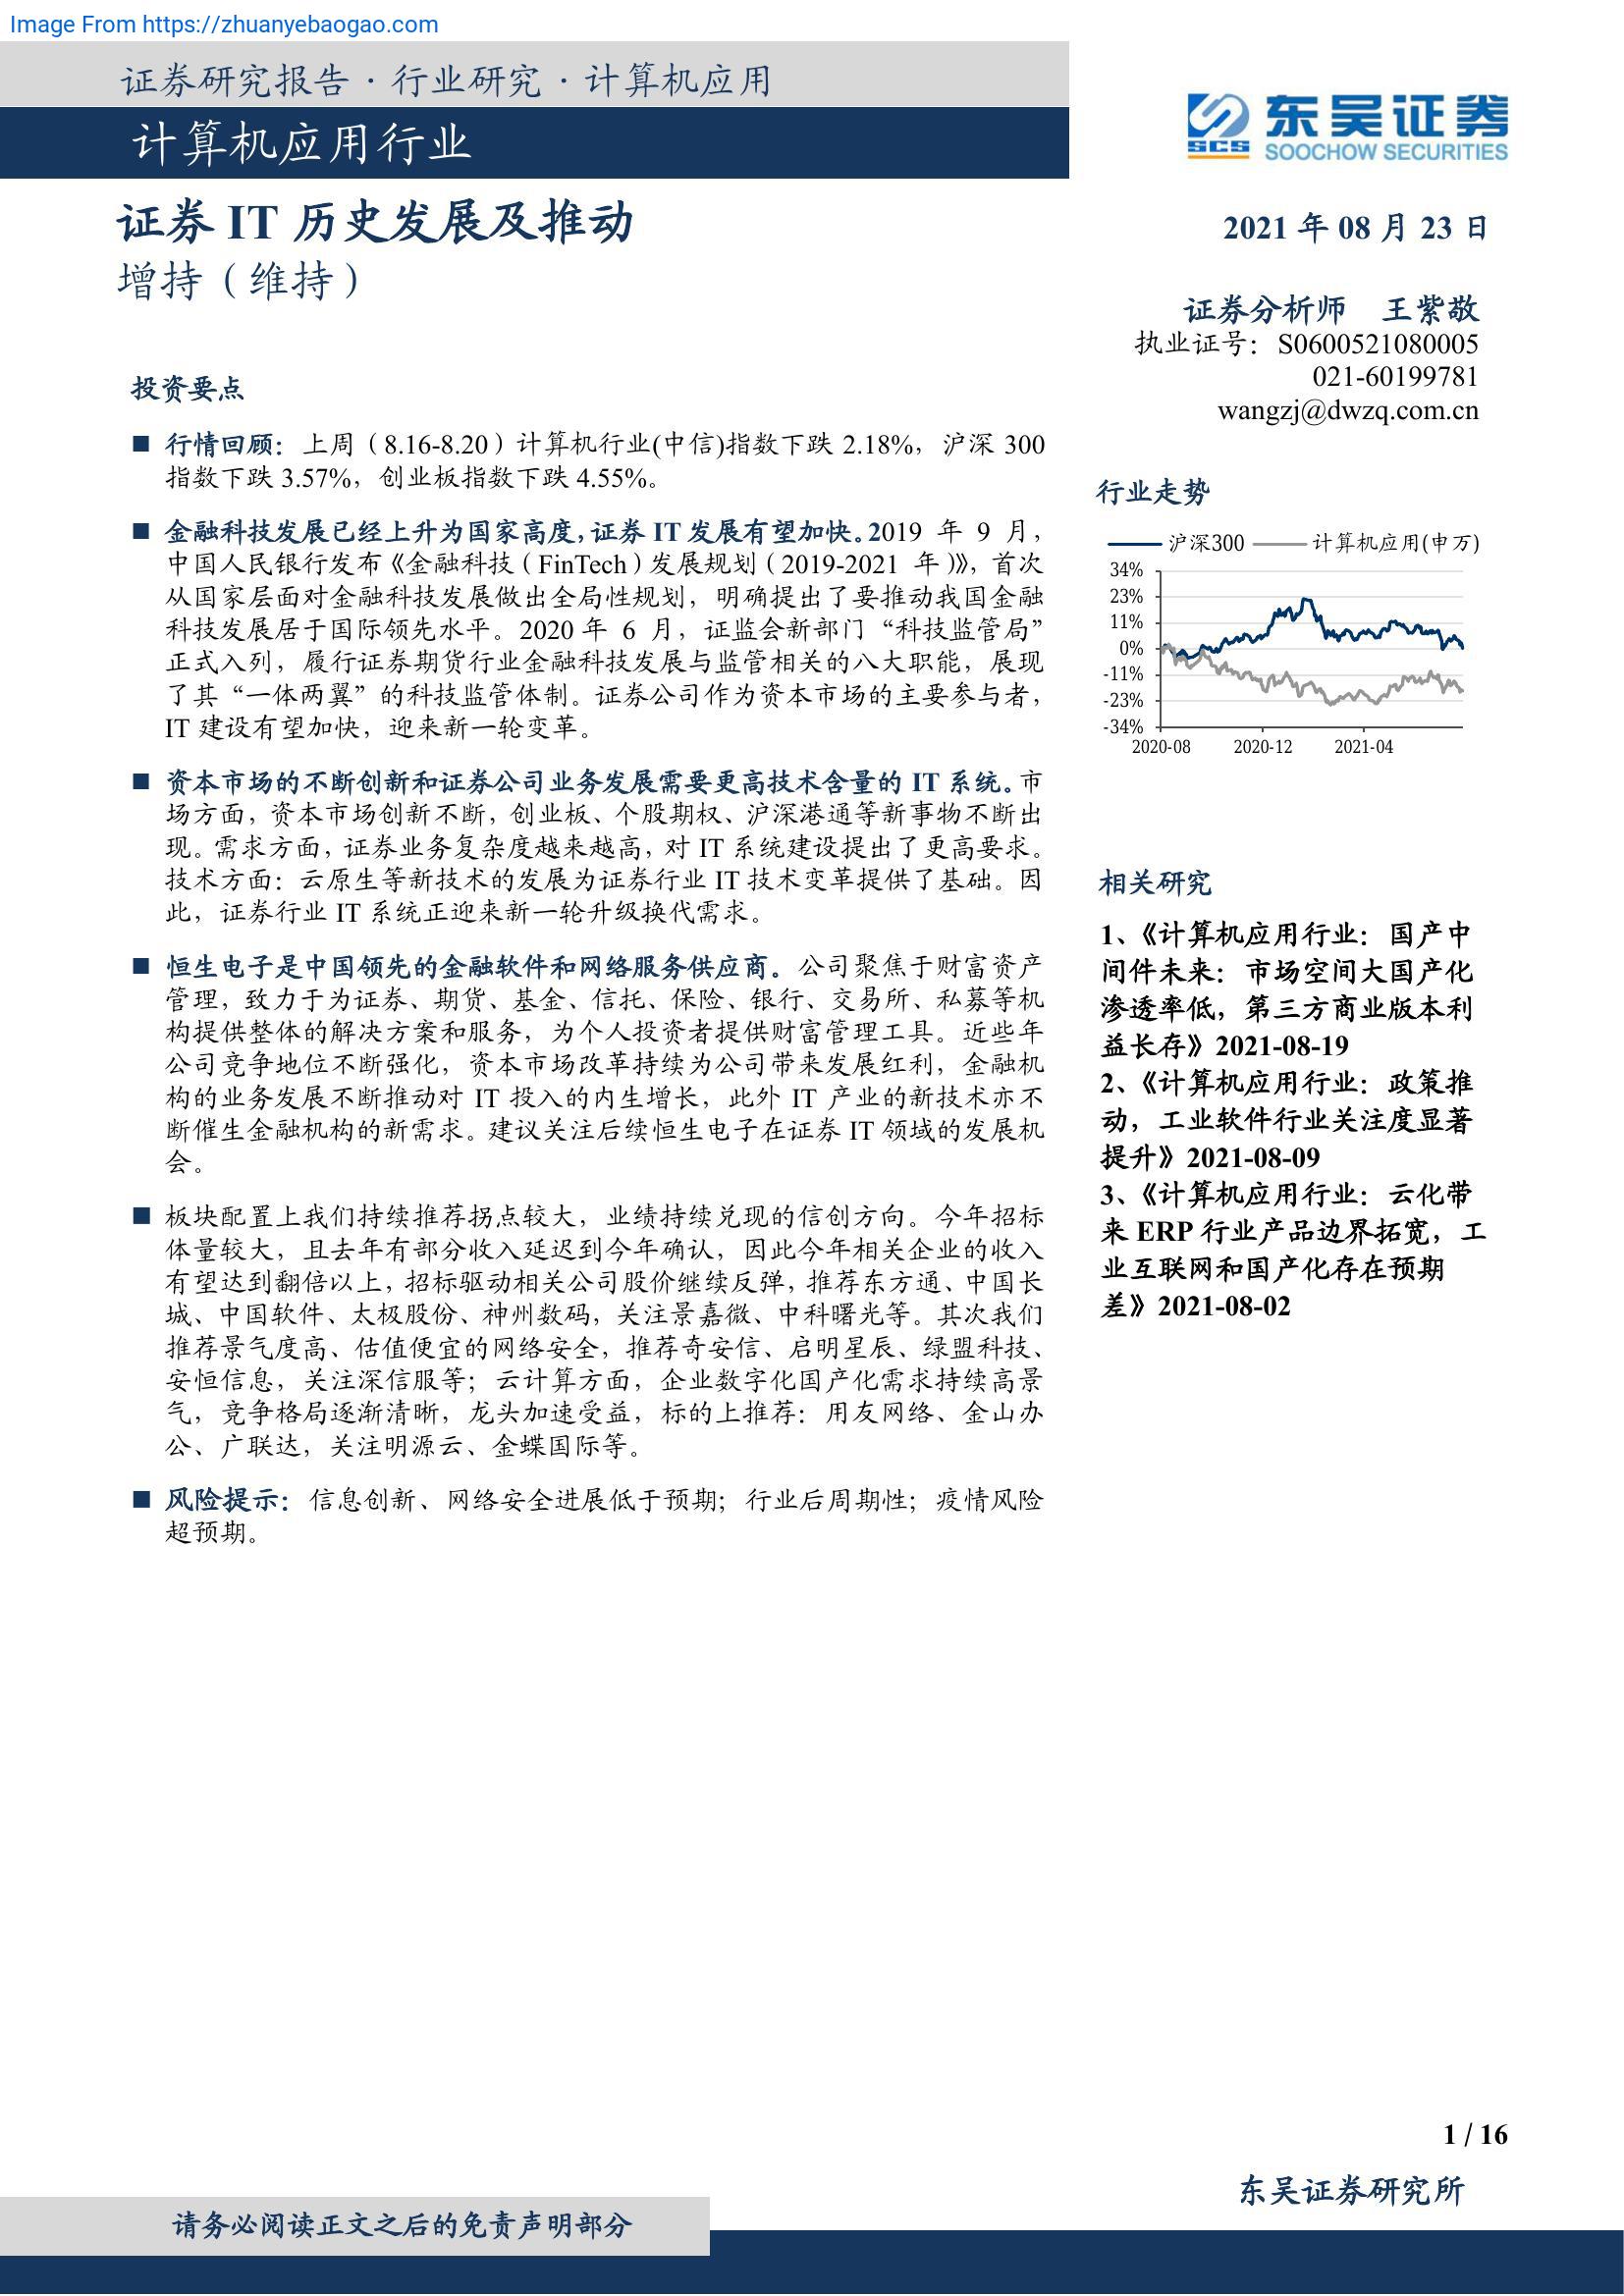 Image From https://zhuanyebaogao.com
证券研究报告·行业研究·计算机应用
计算机应用行业
证券 IT 历史发展及推动
增持（维持）
投资要点
■ 行情回顾：上周（8.16-8.20）计算机行业(中信)指数下跌 2.18%，沪深 300
指数下跌 3.57%，创业板指数下跌 4.55%。
■ 金融科技发展已经上升为国家高度,证券 IT 发展有望加快。2019 年 9 月，
中国人民银行发布《金融科技（FinTech）发展规划（2019-2021 年）》，首次
从国家层面对金融科技发展做出全局性规划，明确提出了要推动我国金融
科技发展居于国际领先水平。2020 年 6 月，证监会新部门“科技监管局”
正式入列，履行证券期货行业金融科技发展与监管相关的八大职能，展现
了其“一体两翼”的科技监管体制。证券公司作为资本市场的主要参与者，
IT 建设有望加快，迎来新一轮变革。
■ 资本市场的不断创新和证券公司业务发展需要更高技术含量的 IT 系统。市
场方面，资本市场创新不断，创业板、个股期权、沪深港通等新事物不断出
现。需求方面，证券业务复杂度越来越高，对 IT 系统建设提出了更高要求。
技术方面：云原生等新技术的发展为证券行业 IT 技术变革提供了基础。因
此，证券行业 IT 系统正迎来新一轮升级换代需求。
■ 恒生电子是中国领先的金融软件和网络服务供应商。公司聚焦于财富资产
管理，致力于为证券、期货、基金、信托、保险、银行、交易所、私募等机
构提供整体的解决方案和服务，为个人投资者提供财富管理工具。近些年
公司竞争地位不断强化，资本市场改革持续为公司带来发展红利，金融机
构的业务发展不断推动对 IT 投入的内生增长，此外 IT 产业的新技术亦不
断催生金融机构的新需求。建议关注后续恒生电子在证券 IT 领域的发展机
会。
■ 板块配置上我们持续推荐拐点较大，业绩持续兑现的信创方向。今年招标
体量较大，且去年有部分收入延迟到今年确认，因此今年相关企业的收入
有望达到翻倍以上，招标驱动相关公司股价继续反弹，推荐东方通、中国长
城、中国软件、太极股份、神州数码，关注景嘉微、中科曙光等。其次我们
推荐景气度高、估值便宜的网络安全，推荐奇安信、启明星辰、绿盟科技、
安恒信息，关注深信服等；云计算方面，企业数字化国产化需求持续高景
气，竞争格局逐渐清晰，龙头加速受益，标的上推荐：用友网络、金山办
公、广联达，关注明源云、金蝶国际等。
■ 风险提示：信息创新、网络安全进展低于预期；行业后周期性；疫情风险
超预期。
SCS 东吴证券
SOOCHOW SECURITIES
2021 年 08 月 23 日
证券分析师 王紫敬
执业证号：S0600521080005
021-60199781
wangzj@dwzq.com.cn
行业走势
沪深300 计算机应用(申万)
34%
23%
11%
0%
-11%
-23%
-34%
2020-08 2020-12 2021-04
相关研究
1、《计算机应用行业：国产中
间件未来：市场空间大国产化
渗透率低，第三方商业版本利
益长存》2021-08-19
2、《计算机应用行业：政策推
动，工业软件行业关注度显著
提升》2021-08-09
3、《计算机应用行业：云化带
来 ERP 行业产品边界拓宽，工
业互联网和国产化存在预期
差》2021-08-02
1 / 16
东吴证券研究所
请务必阅读正文之后的免责声明部分